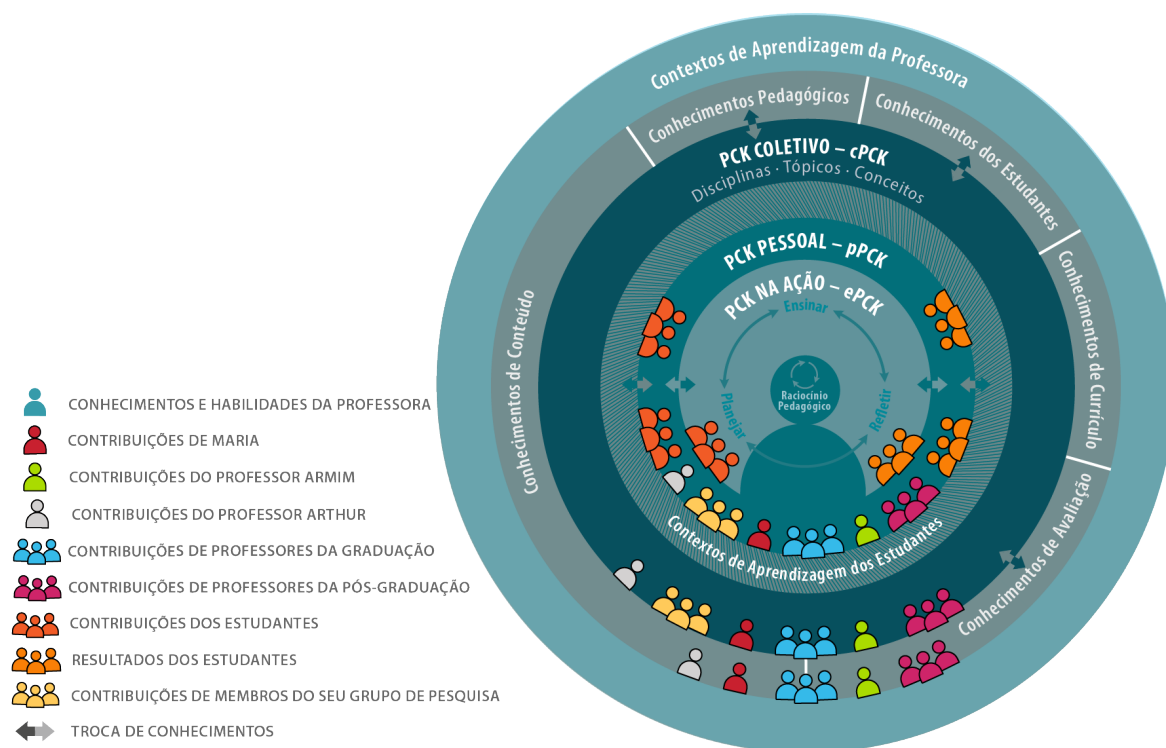 Contextos de Aprendizagem da Professora
Conhecimentos Pedagógicos
Conhecimentos dos Estudantes
Conhecimentos de Conteúdo
Conhecimentos de Currículo
Conhecimentos de Avaliação
PCK COLETIVO – cPCK
Disciplinas · Tópicos · Conceitos
PCK PESSOAL – pPCK
PCK NA AÇÃO – ePCK
Ensinar
Planejar
Refletir
Raciocínio
Pedagógico
Contextos de Aprendizagem dos Estudantes
CONHECIMENTOS E HABILIDADES DA PROFESSORA
CONTRIBUIÇÕES DE MARIA
CONTRIBUIÇÕES DO PROFESSOR ARMIM
CONTRIBUIÇÕES DO PROFESSOR ARTHUR
CONTRIBUIÇÕES DE PROFESSORES DA GRADUAÇÃO
CONTRIBUIÇÕES DE PROFESSORES DA PÓS-GRADUAÇÃO
CONTRIBUIÇÕES DOS ESTUDANTES
RESULTADOS DOS ESTUDANTES
CONTRIBUIÇÕES DE MEMBROS DO SEU GRUPO DE PESQUISA
TROCA DE CONHECIMENTOS